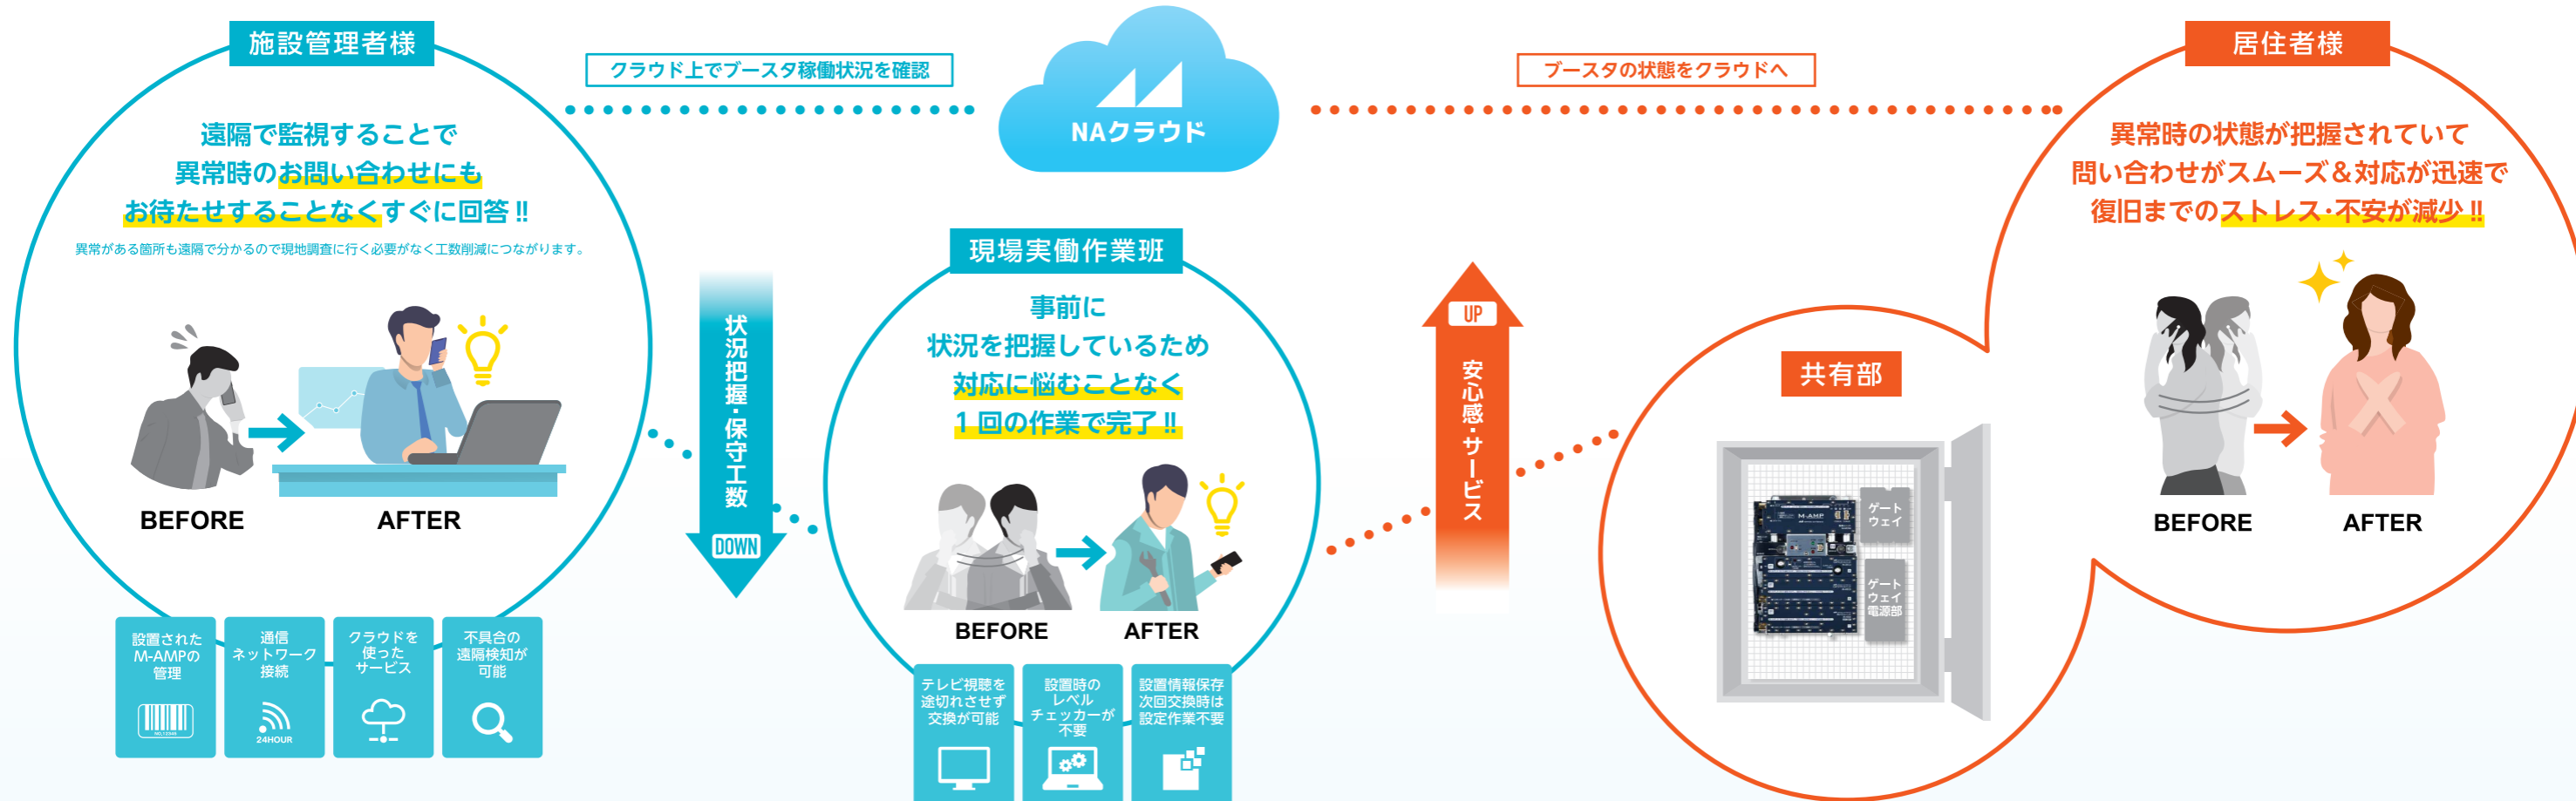 施設管理者様
遠隔で監視することで
異常時のお問い合わせにも
お待たせすることなくすぐに回答!!
異常がある箇所も遠隔で分かるので現地調査に行く必要がなく工数削減につながります。
BEFORE
AFTER
設置された
M-AMPの
管理
NO,12345
通信
ネットワーク
接続
24HOUR
クラウドを
使った
サービス
不具合の
遠隔検知が
可能
クラウド上でブースタ稼働状況を確認
NAクラウド
ブースタの状態をクラウドへ
状況把握・保守工数
DOWN
現場実働作業班
事前に
状況を把握しているため
対応に悩むことなく
1回の作業で完了!!
BEFORE
AFTER
テレビ視聴を
途切れさせず
交換が可能
設置時の
レベル
チェッカーが
不要
設置情報保存
次回交換時は
設定作業不要
UP
安心感・サービス
共有部
M-AMP
ゲート
ウェイ
ゲート
ウェイ
電源部
居住者様
異常時の状態が把握されていて
問い合わせがスムーズ&対応が迅速で
復旧までのストレス・不安が減少!!
BEFORE
AFTER